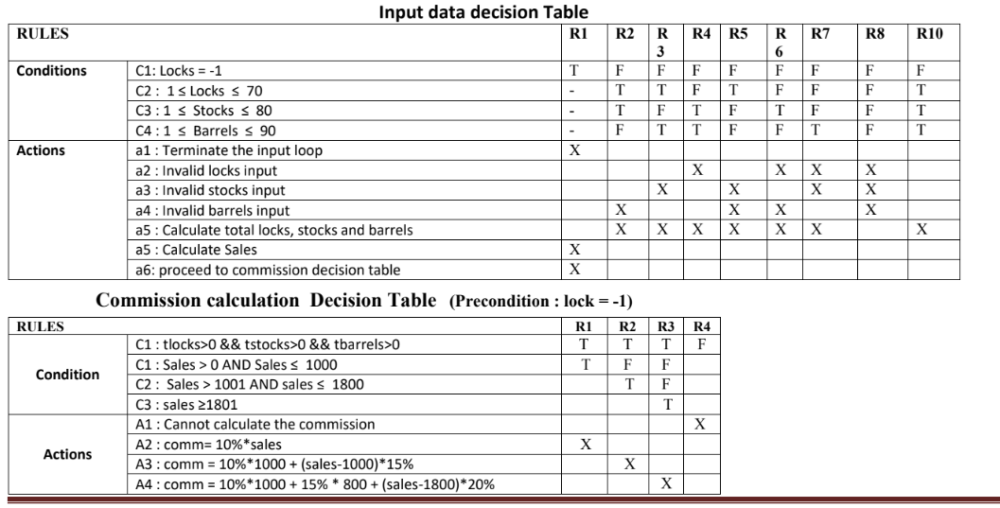 Input data decision Table
RULES R1 R2 R 3 R4 R5 R 6 R7 R8 R10
Conditions C1: Locks = -1 T F F F F F F F F
C2 : 1 ≤ Locks ≤ 70 - T T F T F F F T
C3 : 1 ≤ Stocks ≤ 80 - T F T F T F F T
C4 : 1 ≤ Barrels ≤ 90 - F T T F F T F T
Actions a1 : Terminate the input loop X
a2 : Invalid locks input X X X X
a3 : Invalid stocks input X X X X
a4 : Invalid barrels input X X X X
a5 : Calculate total locks, stocks and barrels X X X X X X X
a5 : Calculate Sales X
a6: proceed to commission decision table X
Commission calculation Decision Table (Precondition : lock = -1)
RULES R1 R2 R3 R4
Condition C1 : tlocks>0 && tstocks>0 && tbarrels>0 T T T F
C1 : Sales > 0 AND Sales ≤ 1000 T F F
C2 : Sales > 1001 AND sales ≤ 1800 T F
C3 : sales ≥1801 T
Actions A1 : Cannot calculate the commission X
A2 : comm= 10%*sales X
A3 : comm = 10%*1000 + (sales-1000)*15% X
A4 : comm = 10%*1000 + 15% * 800 + (sales-1800)*20% X